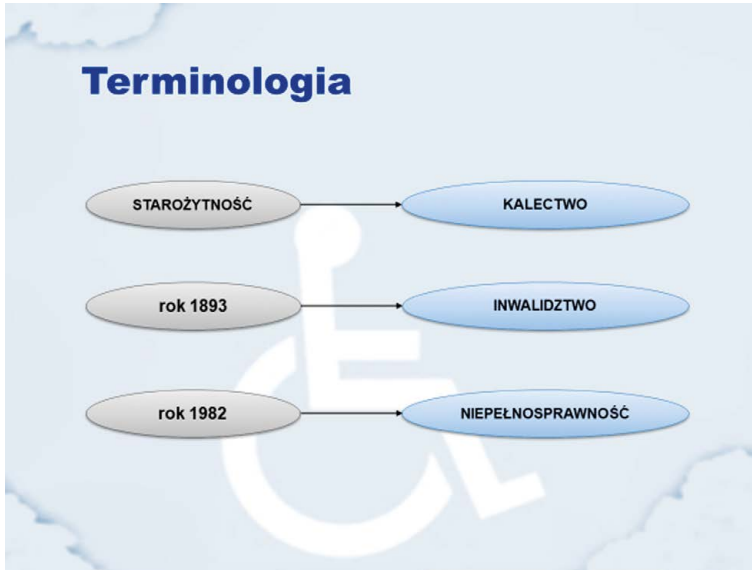 Terminologia
STAROŻYTNOŚĆ
KALECTWO
rok 1893
INWALIDZTWO
rok 1982
NIEPEŁNOSPRAWNOŚĆ